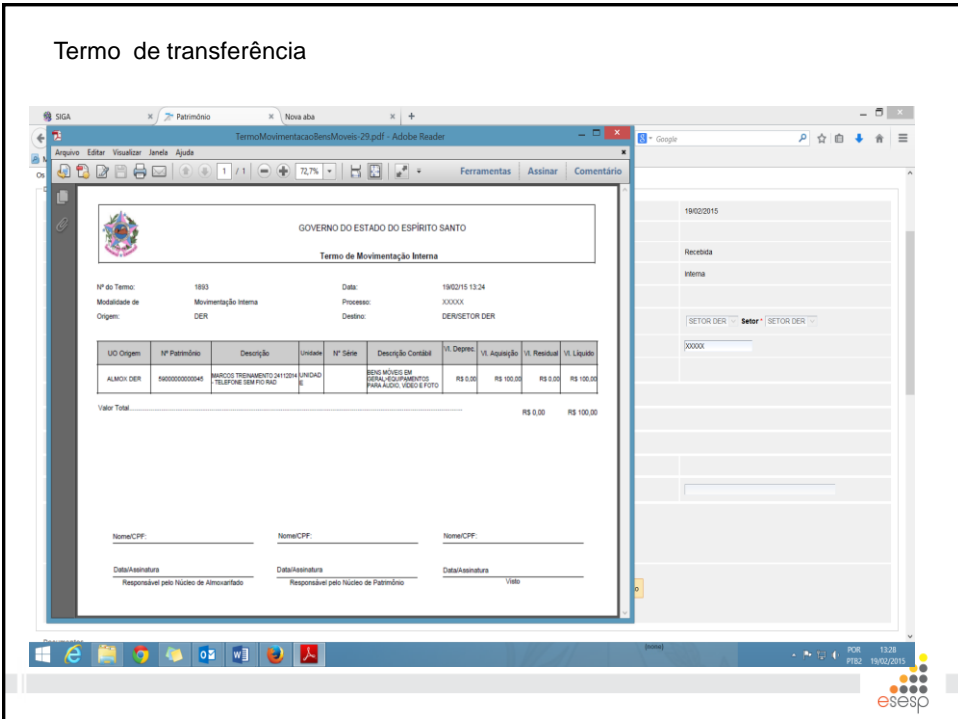 Termo de transferência
SIGA × Patrimônio × Nova aba × +
TermoMovimentacaoBensMoveis-29.pdf - Adobe Reader
Google
Arquivo Editar Visualizar Janela Ajuda
1 / 1 72,7% Ferramentas Assinar Comentário
GOVERNO DO ESTADO DO ESPÍRITO SANTO
Termo de Movimentação Interna
19/02/2015
Recebida
Interna
SETOR DER Setor * SETOR DER
XXXXX
Nº do Termo: 1893 Data: 19/02/15 13:24
Modalidade de Movimentação Interna Processo: XXXXX
Origem: DER Destino: DER/SETOR DER
UO Origem Nº Patrimônio Descrição Unidade Nº Série Descrição Contábil Vl. Deprec. Vl. Aquisição Vl. Residual Vl. Líquido
ALMOX DER 59000000000045 MARCOS TREINAMENTO 24112014 - TELEFONE SEM FIO RAD UNIDADE BENS MÓVEIS EM GERAL>EQUIPAMENTOS PARA ÁUDIO, VÍDEO E FOTO R$ 0,00 R$ 100,00 R$ 0,00 R$ 100,00
Valor Total R$ 0,00 R$ 100,00
Nome/CPF: Nome/CPF: Nome/CPF:
Data/Assinatura Data/Assinatura Data/Assinatura
Responsável pelo Núcleo de Almoxarifado Responsável pelo Núcleo de Patrimônio Visto
POR 13:28
PTB2 19/02/2015
esesp